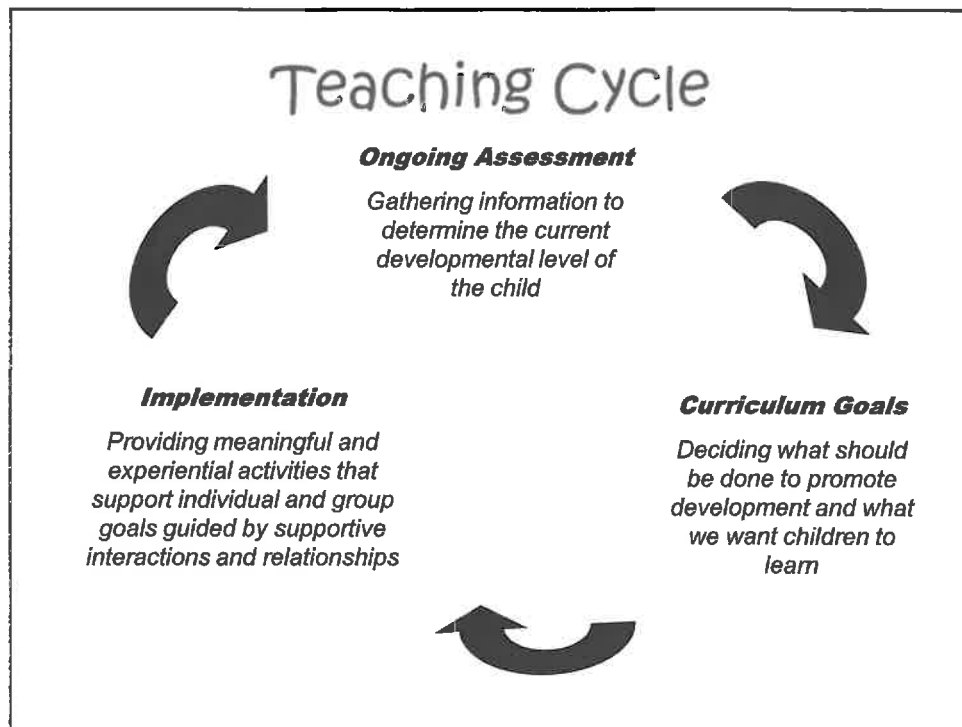 Teaching Cycle
Ongoing Assessment
Gathering information to
determine the current
developmental level of
the child
Implementation
Providing meaningful and
experiential activities that
support individual and group
goals guided by supportive
interactions and relationships
Curriculum Goals
Deciding what should
be done to promote
development and what
we want children to
learn